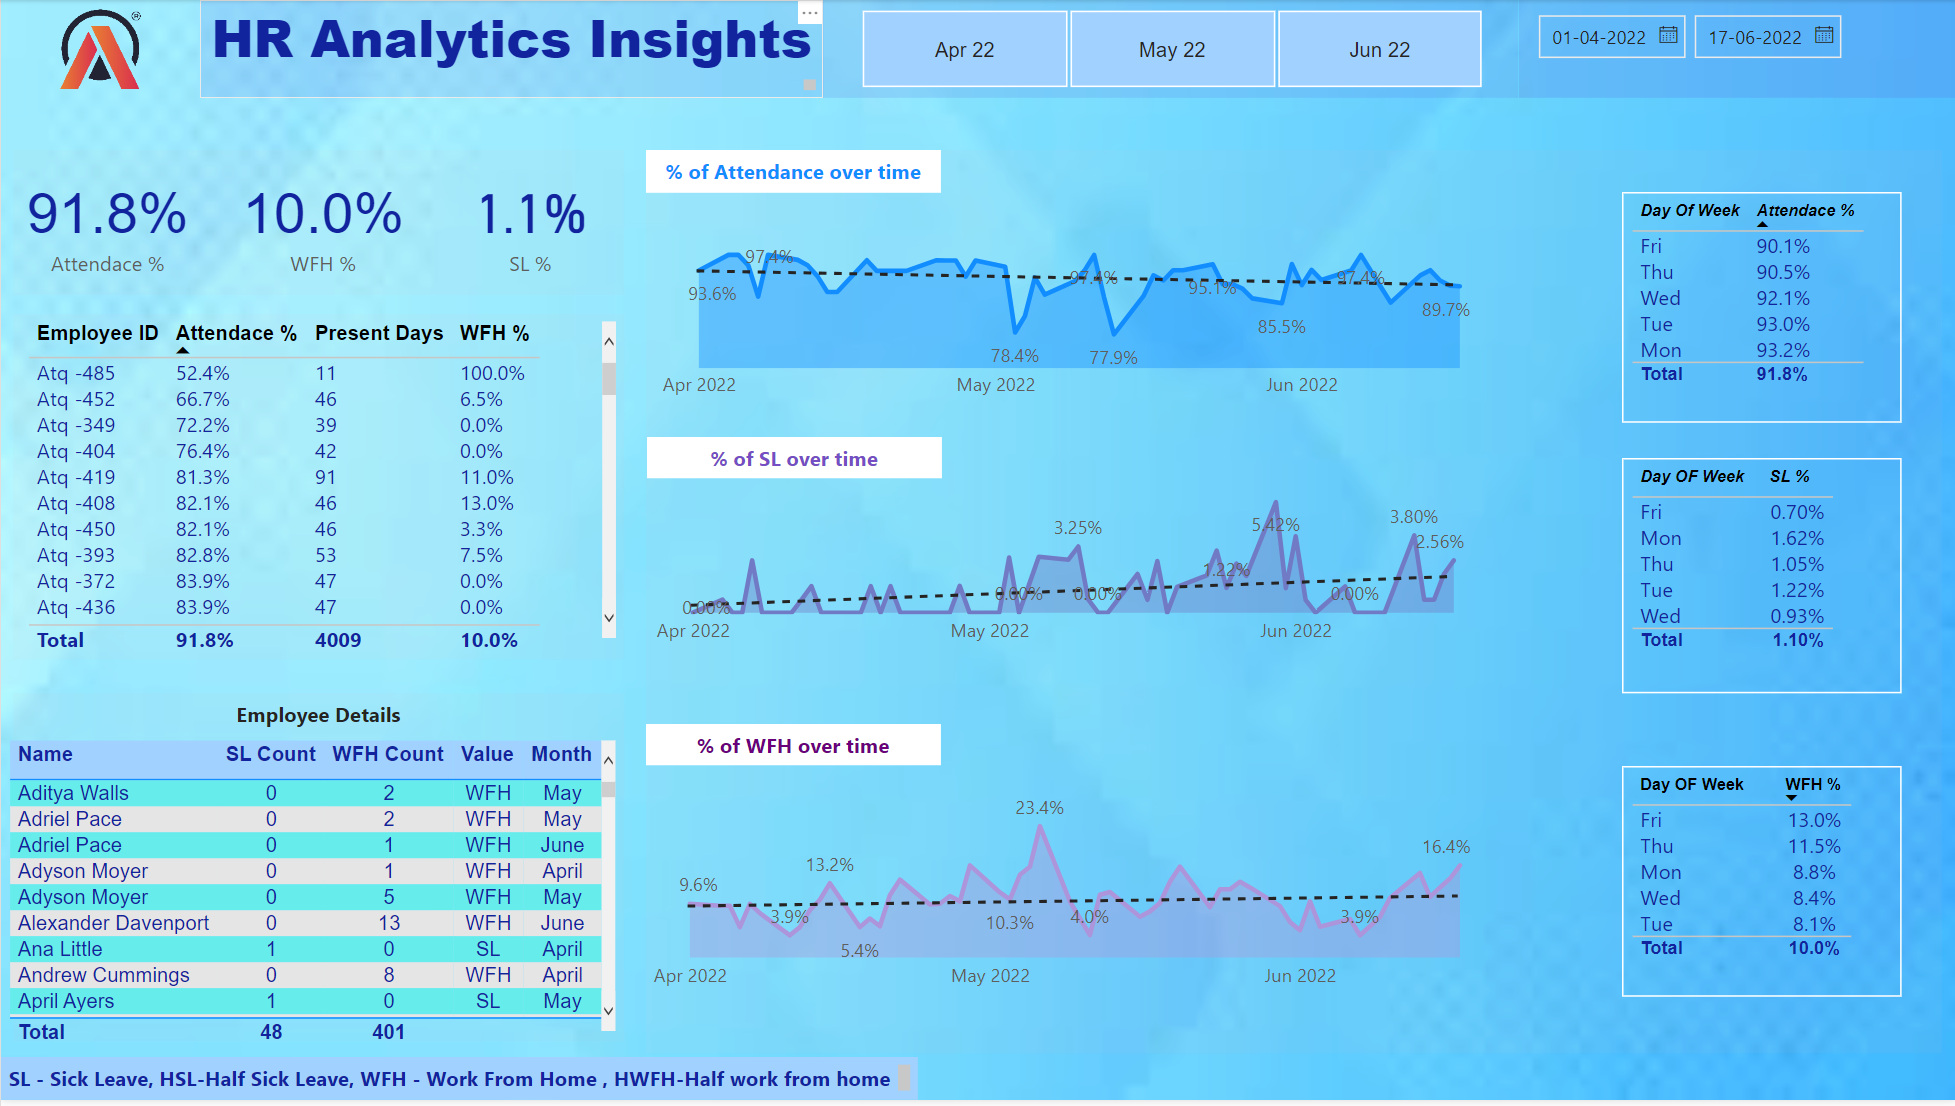 HR Analytics Insights
Apr 22
May 22
Jun 22
01-04-2022
17-06-2022
91.8%
10.0%
1.1%
Attendace %
WFH %
SL %
Employee ID Attendace % Present Days WFH %
Atq -485 52.4% 11 100.0%
Atq -452 66.7% 46 6.5%
Atq -349 72.2% 39 0.0%
Atq -404 76.4% 42 0.0%
Atq -419 81.3% 91 11.0%
Atq -408 82.1% 46 13.0%
Atq -450 82.1% 46 3.3%
Atq -393 82.8% 53 7.5%
Atq -372 83.9% 47 0.0%
Atq -436 83.9% 47 0.0%
Total 91.8% 4009 10.0%
Employee Details
Name SL Count WFH Count Value Month
Aditya Walls 0 2 WFH May
Adriel Pace 0 2 WFH May
Adriel Pace 0 1 WFH June
Adyson Moyer 0 1 WFH April
Adyson Moyer 0 5 WFH May
Alexander Davenport 0 13 WFH June
Ana Little 1 0 SL April
Andrew Cummings 0 8 WFH April
April Ayers 1 0 SL May
Total 48 401
SL - Sick Leave, HSL-Half Sick Leave, WFH - Work From Home , HWFH-Half work from home
% of Attendance over time
97.4%
93.6%
97.4%
95.1%
97.4%
89.7%
85.5%
78.4%
77.9%
Apr 2022 May 2022 Jun 2022
% of SL over time
3.25%
5.42%
3.80%
2.56%
1.22%
0.00%
0.00%
0.00%
0.00%
Apr 2022 May 2022 Jun 2022
% of WFH over time
23.4%
16.4%
13.2%
9.6%
3.9%
10.3%
4.0%
3.9%
5.4%
Apr 2022 May 2022 Jun 2022
Day Of Week Attendace %
Fri 90.1%
Thu 90.5%
Wed 92.1%
Tue 93.0%
Mon 93.2%
Total 91.8%
Day OF Week SL %
Fri 0.70%
Mon 1.62%
Thu 1.05%
Tue 1.22%
Wed 0.93%
Total 1.10%
Day OF Week WFH %
Fri 13.0%
Thu 11.5%
Mon 8.8%
Wed 8.4%
Tue 8.1%
Total 10.0%